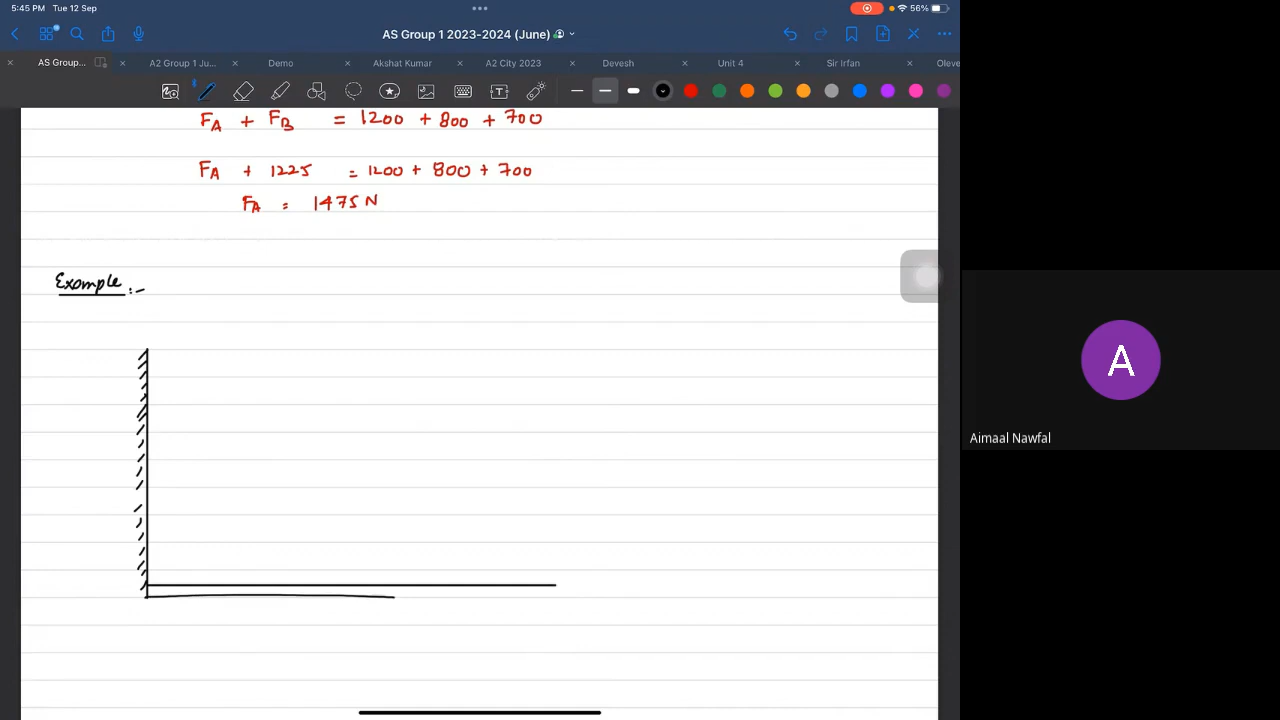 5:45 PM Tue 12 Sep
56%
AS Group 1 2023-2024 (June)
AS Group...
A2 Group 1 Ju...
Demo
Akshat Kumar
A2 City 2023
Devesh
Unit 4
Sir Irfan
Oleve
FA + FB = 1200 + 800 + 700
FA + 1225 = 1200 + 800 + 700
FA = 1475 N
Example :-
A
Aimaal Nawfal